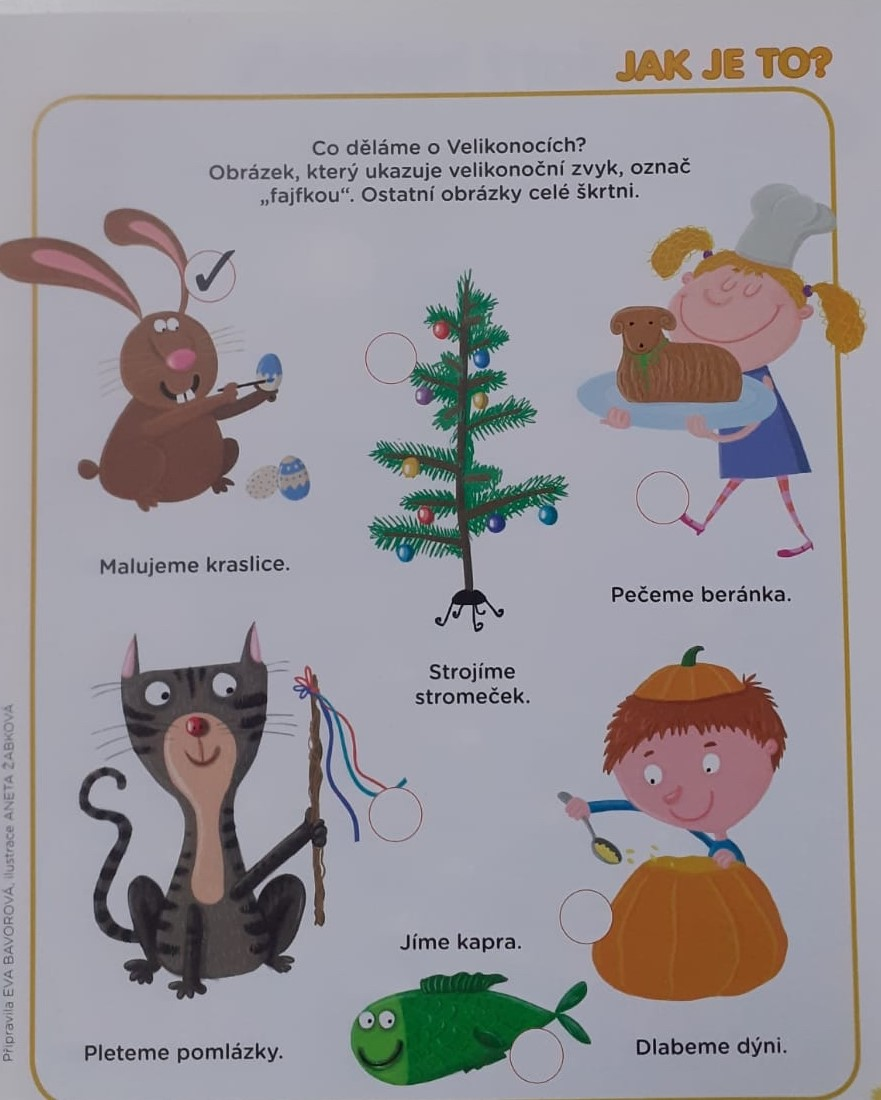 JAK JE TO?
Co děláme o Velikonocích?
Obrázek, který ukazuje velikonoční zvyk, označ
„fajfkou“. Ostatní obrázky celé škrtni.
Malujeme kraslice.
Pečeme beránka.
Strojíme
stromeček.
Jíme kapra.
Pleteme pomlázky.
Dlabeme dýni.
Připravila EVA BAVOROVÁ, ilustrace ANETA ŽABKOVÁ